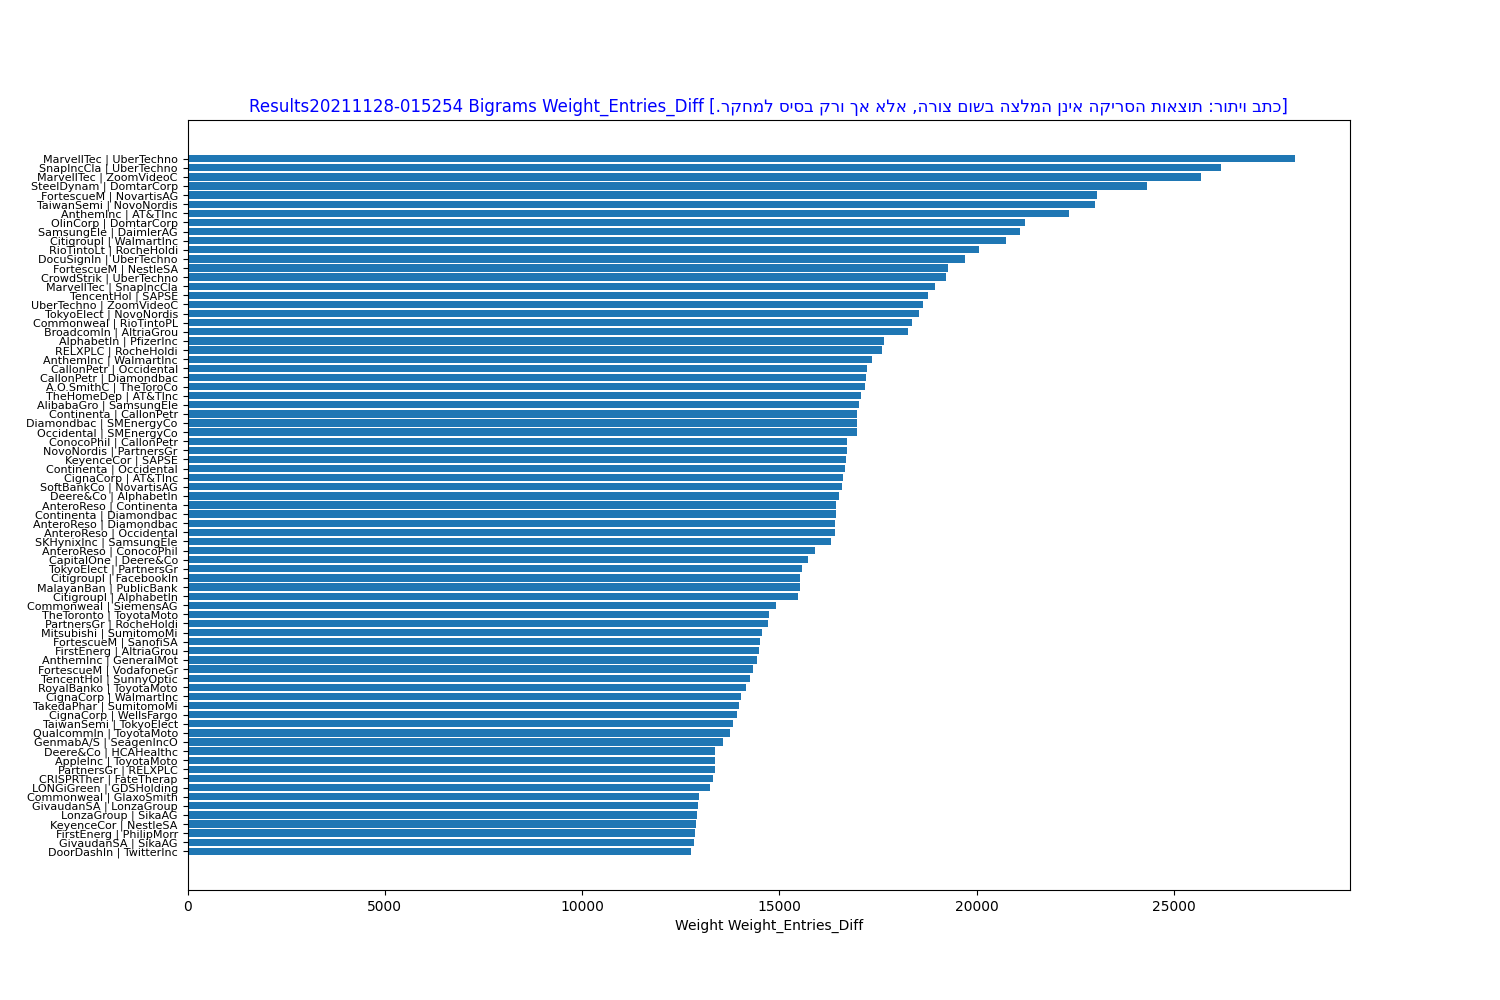 Results20211128-015254 Bigrams Weight_Entries_Diff [כתב ויתור: תוצאות הסריקה אינן המלצה בשום צורה, אלא אך ורק בסיס למחקר.]
MarvellTec | UberTechno
SnapIncCla | UberTechno
MarvellTec | ZoomVideoC
SteelDynam | DomtarCorp
FortescueM | NovartisAG
TaiwanSemi | NovoNordis
AnthemInc | AT&TInc
OlinCorp | DomtarCorp
SamsungEle | DaimlerAG
CitigroupI | WalmartInc
RioTintoLt | RocheHoldi
DocuSignIn | UberTechno
FortescueM | NestleSA
CrowdStrik | UberTechno
MarvellTec | SnapIncCla
TencentHol | SAPSE
UberTechno | ZoomVideoC
TokyoElect | NovoNordis
Commonweal | RioTintoPL
BroadcomIn | AltriaGrou
AlphabetIn | PfizerInc
RELXPLC | RocheHoldi
AnthemInc | WalmartInc
CallonPetr | Occidental
CallonPetr | Diamondbac
A.O.SmithC | TheToroCo
TheHomeDep | AT&TInc
AlibabaGro | SamsungEle
Continenta | CallonPetr
Diamondbac | SMEnergyCo
Occidental | SMEnergyCo
ConocoPhil | CallonPetr
NovoNordis | PartnersGr
KeyenceCor | SAPSE
Continenta | Occidental
CignaCorp | AT&TInc
SoftBankCo | NovartisAG
Deere&Co | AlphabetIn
AnteroReso | Continenta
Continenta | Diamondbac
AnteroReso | Diamondbac
AnteroReso | Occidental
SKHynixInc | SamsungEle
AnteroReso | ConocoPhil
CapitalOne | Deere&Co
TokyoElect | PartnersGr
CitigroupI | FacebookIn
MalayanBan | PublicBank
CitigroupI | AlphabetIn
Commonweal | SiemensAG
TheToronto | ToyotaMoto
PartnersGr | RocheHoldi
Mitsubishi | SumitomoMi
FortescueM | SanofiSA
FirstEnerg | AltriaGrou
AnthemInc | GeneralMot
FortescueM | VodafoneGr
TencentHol | SunnyOptic
RoyalBanko | ToyotaMoto
CignaCorp | WalmartInc
TakedaPhar | SumitomoMi
CignaCorp | WellsFargo
TaiwanSemi | TokyoElect
QualcommIn | ToyotaMoto
GenmabA/S | SeagenIncO
Deere&Co | HCAHealthc
AppleInc | ToyotaMoto
PartnersGr | RELXPLC
CRISPRTher | FateTherap
LONGiGreen | GDSHolding
Commonweal | GlaxoSmith
GivaudanSA | LonzaGroup
LonzaGroup | SikaAG
KeyenceCor | NestleSA
FirstEnerg | PhilipMorr
GivaudanSA | SikaAG
DoorDashIn | TwitterInc
0 5000 10000 15000 20000 25000
Weight Weight_Entries_Diff